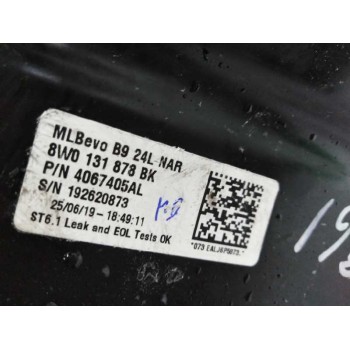 MLBevo B9 24L NAR
8W0 131 878 BK
P/N 4067405AL
S/N 192620873
25/06/19 - 18:49:11
ST6.1 Leak and EOL Tests OK